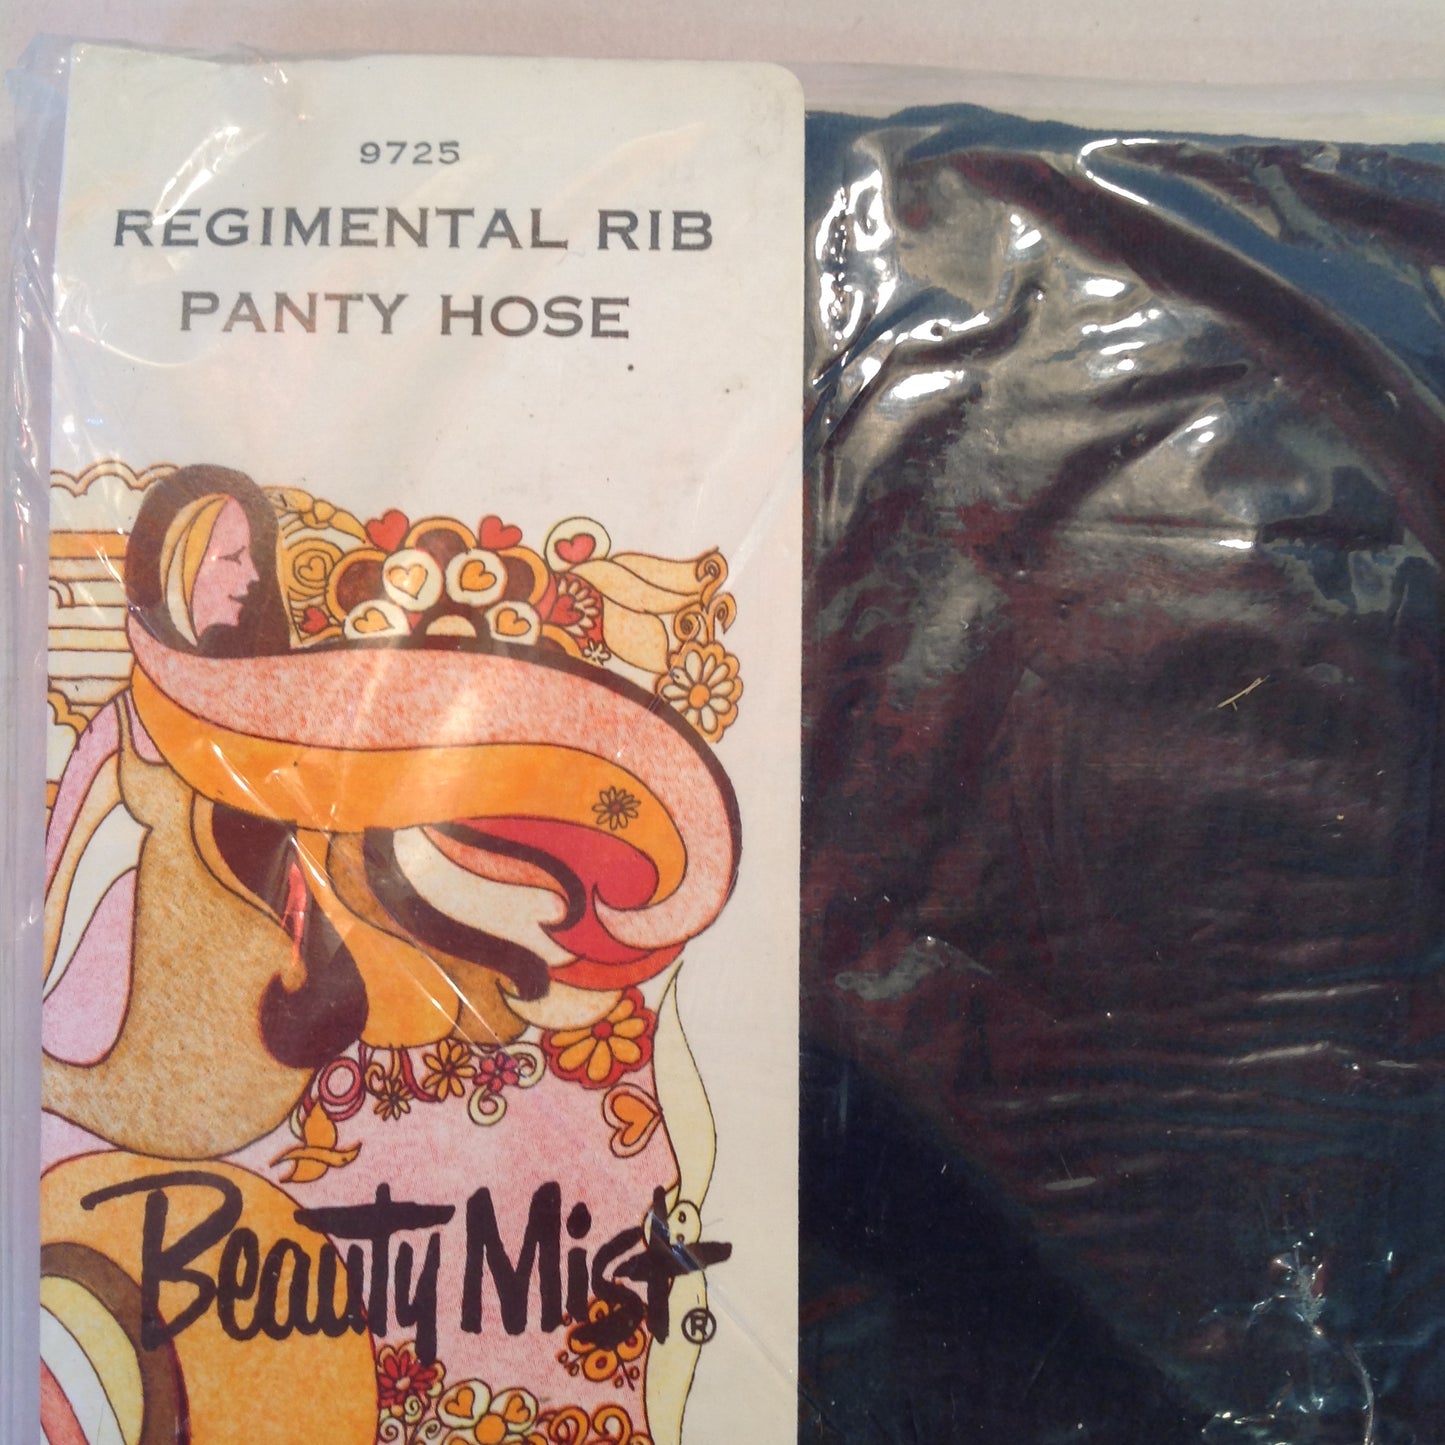 9725
REGIMENTAL RIB
PANTY HOSE
Beauty Mist®